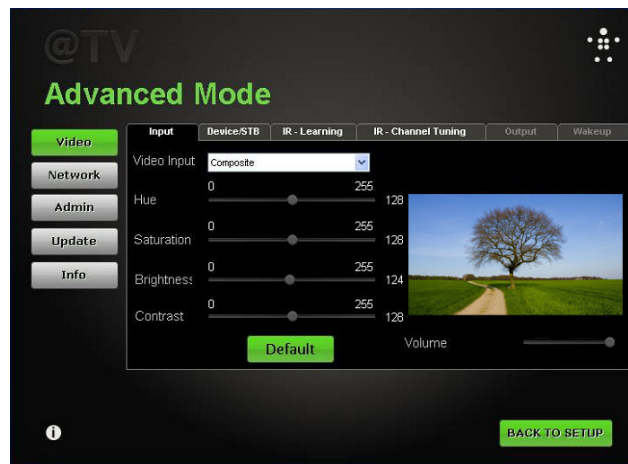 @TV
Advanced Mode
Video
Network
Admin
Update
Info
Input Device/STB IR - Learning IR - Channel Tuning Output Wakeup
Video Input Composite
0 255
Hue 128
0 255
Saturation 128
0 255
Brightness 124
0 255
Contrast 128
Default
Volume
i
BACK TO SETUP